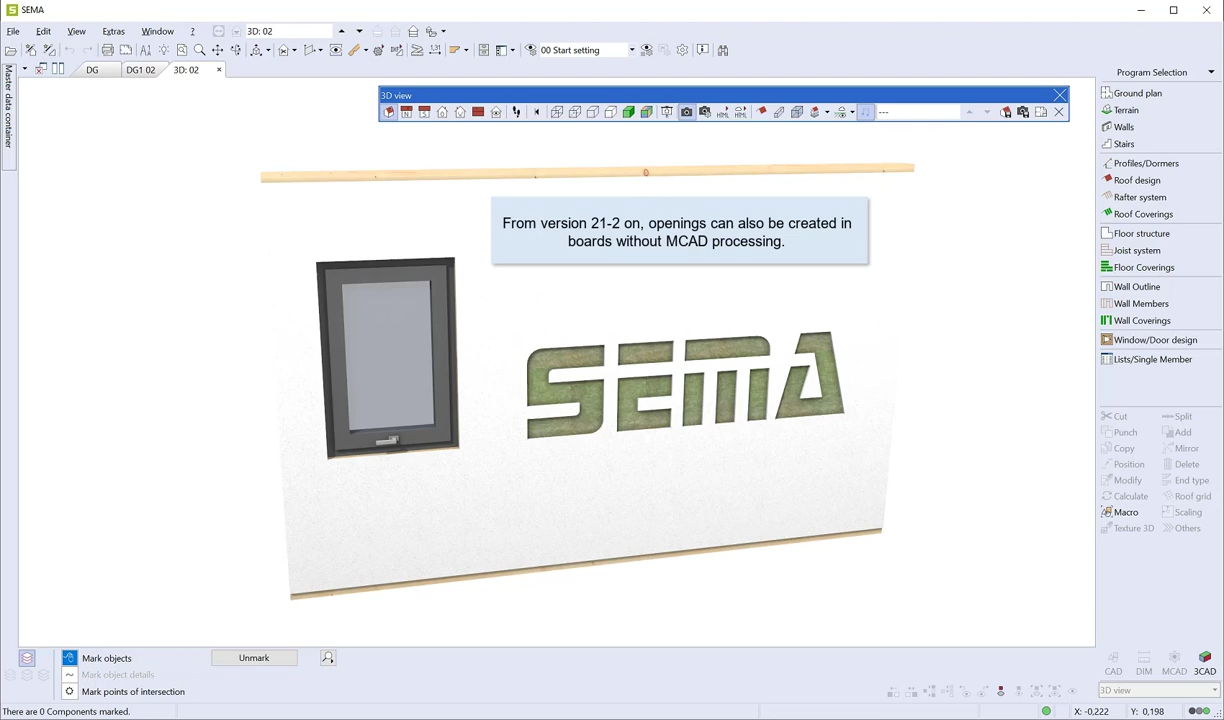 SEMA
File Edit View Extras Window ? 3D: 02
00 Start setting
DG DG1 02 3D: 02
Master data container
3D view
HTML HTML ---
From version 21-2 on, openings can also be created in
boards without MCAD processing.
SEMA
Program Selection
Ground plan
Terrain
Walls
Stairs
Profiles/Dormers
Roof design
Rafter system
Roof Coverings
Floor structure
Joist system
Floor Coverings
Wall Outline
Wall Members
Wall Coverings
Window/Door design
Lists/Single Member
Cut Split
Punch Add
Copy Mirror
Position Delete
Modify End type
Calculate Roof grid
Macro Scaling
Texture 3D Others
CAD DIM MCAD 3CAD
3D view
Mark objects Unmark
Mark object details
Mark points of intersection
There are 0 Components marked. X: -0,222 Y: 0,198